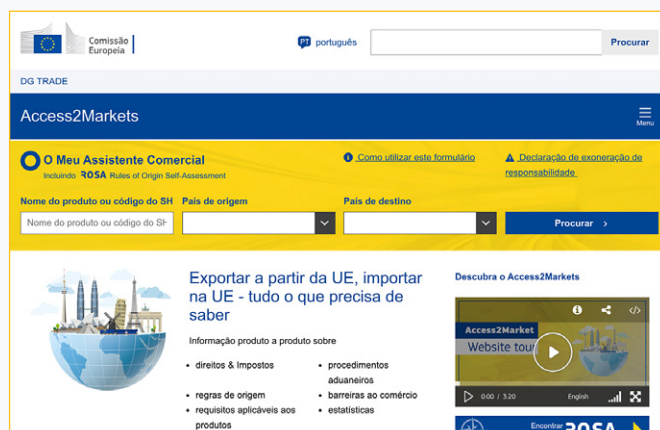 Comissão
Europeia
PT português
Procurar
DG TRADE
Access2Markets
Menu
O Meu Assistente Comercial
Incluindo ROSA Rules of Origin Self-Assessment
Como utilizar este formulário
Declaração de exoneração de
responsabilidade
Nome do produto ou código do SH
País de origem
País de destino
Nome do produto ou código do SH
Procurar
Exportar a partir da UE, importar
na UE - tudo o que precisa de
saber
Informação produto a produto sobre
• direitos & Impostos
• regras de origem
• requisitos aplicáveis aos
produtos
• procedimentos
aduaneiros
• barreiras ao comércio
• estatísticas
Descubra o Access2Markets
Access2Market
Website tour
0:00 / 3:20
English
Encontrar ROSA